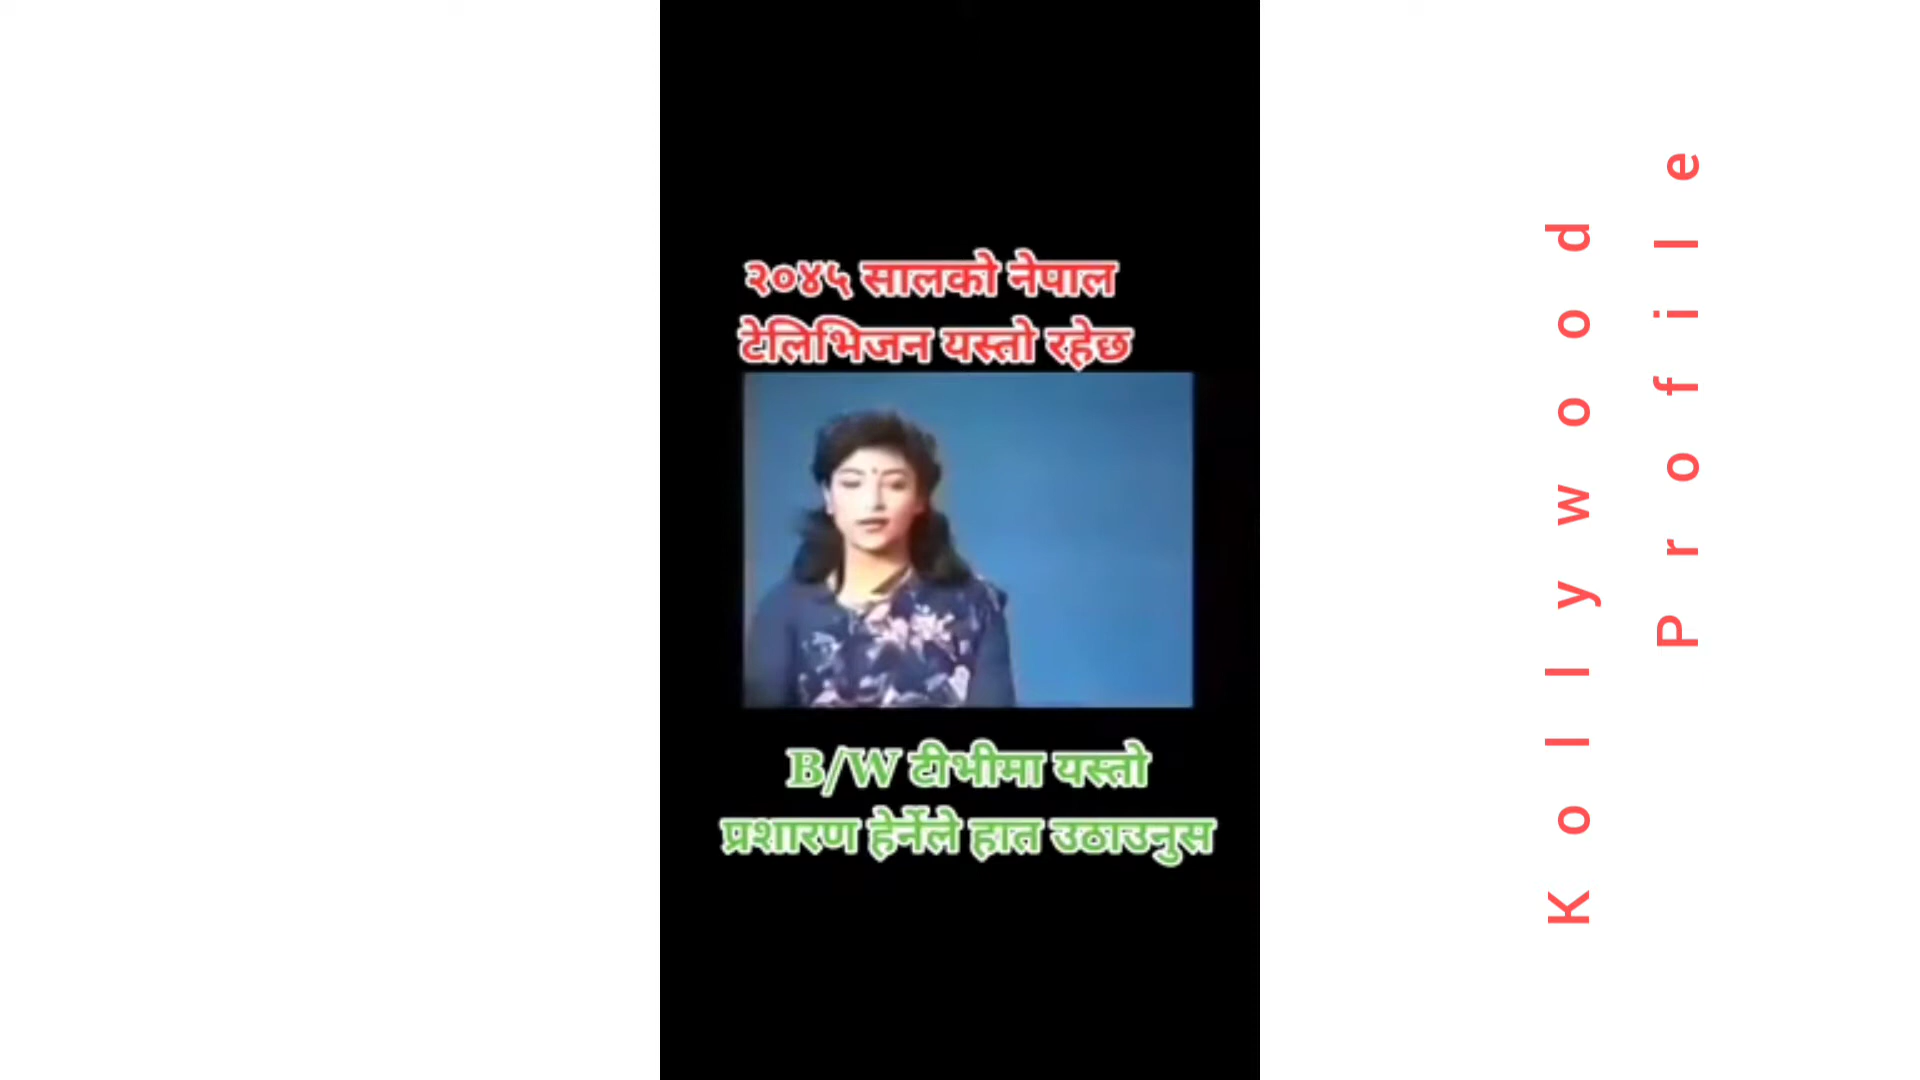 २०४५ सालको नेपाल
टेलिभिजन यस्तो रहेछ
B/W टीभीमा यस्तो
प्रशारण हेर्नेले हात उठाउनुस
Kollywood
Profile